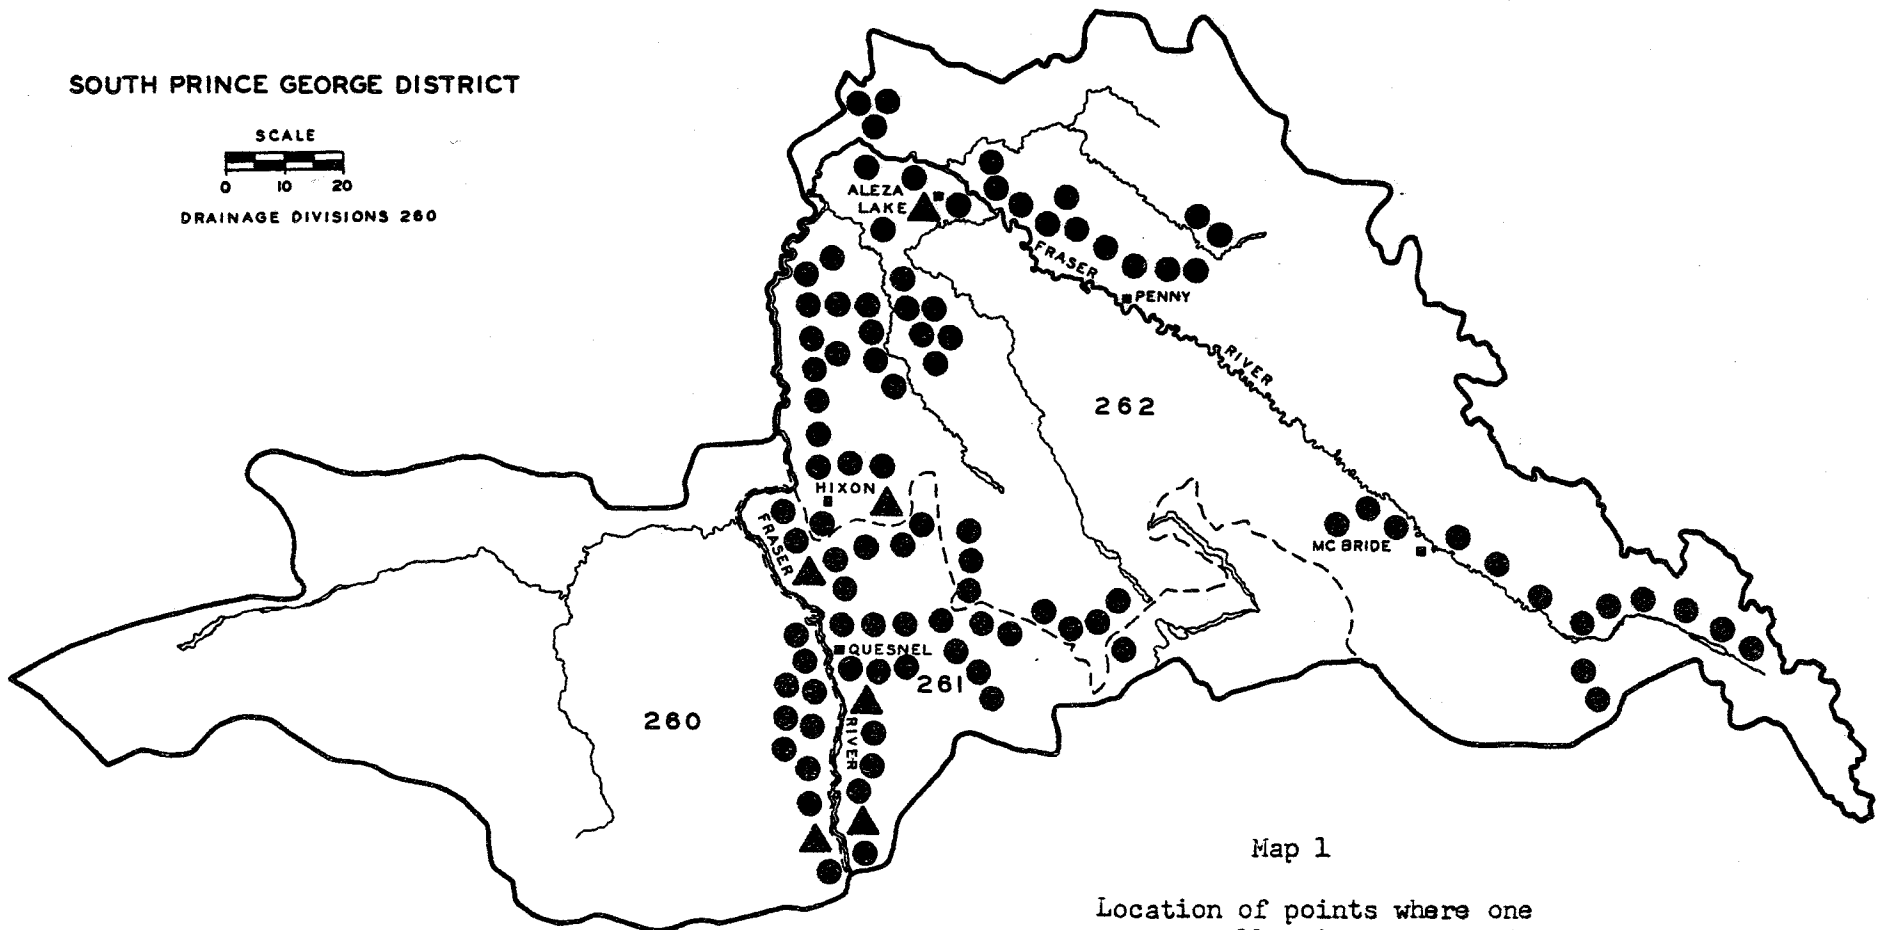 SOUTH PRINCE GEORGE DISTRICT
SCALE
0 10 20
DRAINAGE DIVISIONS 260
ALEZA
LAKE
FRASER
PENNY
RIVER
262
HIXON
FRASER
MC BRIDE
QUESNEL
261
260
RIVER
Map 1
Location of points where one